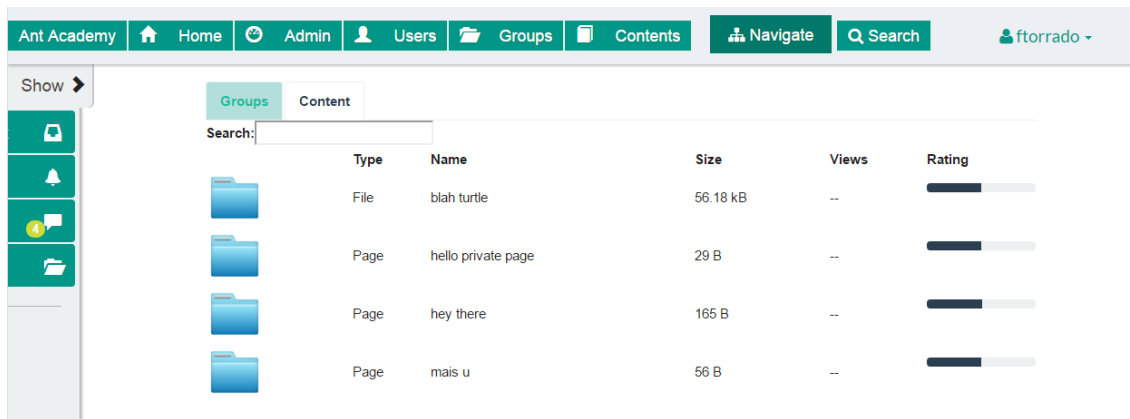 Ant Academy Home Admin Users Groups Contents Navigate Search ftorrado
Show
Groups Content
Search:
Type Name Size Views Rating
File blah turtle 56.18 kB --
Page hello private page 29 B --
4
Page hey there 165 B --
Page mais u 56 B --